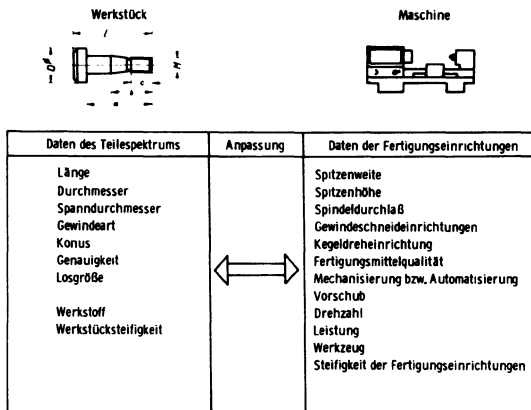 Werkstück
Maschine
l
D⌀
M
c
b
a
Daten des Teilespektrums
Anpassung
Daten der Fertigungseinrichtungen
Länge
Durchmesser
Spanndurchmesser
Gewindeart
Konus
Genauigkeit
Losgröße
Werkstoff
Werkstücksteifigkeit
Spitzenweite
Spitzenhöhe
Spindeldurchlaß
Gewindeschneideinrichtungen
Kegeldreheinrichtung
Fertigungsmittelqualität
Mechanisierung bzw. Automatisierung
Vorschub
Drehzahl
Leistung
Werkzeug
Steifigkeit der Fertigungseinrichtungen